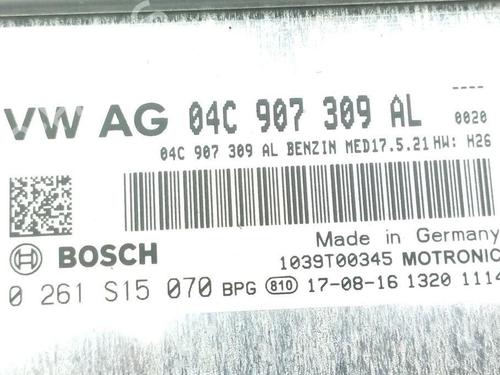 ----
VW AG 04C 907 309 AL 0020
04C 907 309 AL BENZIN MED17.5.21 HW: H26
BOSCH
Made in Germany
1039T00345 MOTRONIC
0 261 S15 070 BPG 810 17-08-16 1320 1114